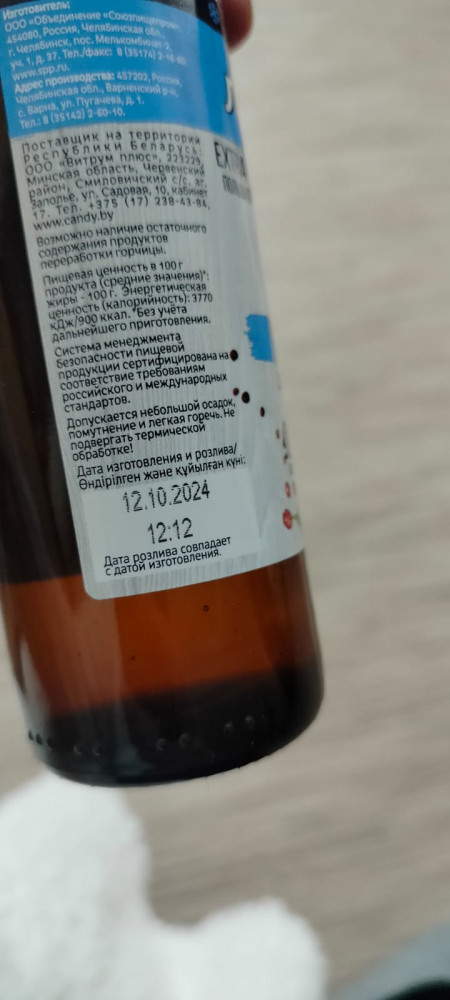 Изготовитель:
ООО «Объединение «Союзпищепром»,
454080, Россия, Челябинская обл.,
г. Челябинск, пос. Мелькомбинат 2,
уч. 1, д. 37. Тел./факс: 8 (35174)
www.spp.ru.
Адрес производства: 457202, Россия,
Челябинская обл., Варненский р-н,
с. Варна, ул. Пугачева, д. 1.
Тел.: 8 (35142) 2-60-10.
Поставщик на территории
Республики Беларусь:
ООО «Витрум плюс», 223229,
Минская область, Червенский
район, Смиловичский с/с, аг.
Заполье, ул. Садовая, 10, кабинет
17. Тел. +375 (17) 238-43-84,
www.candy.by
Возможно наличие остаточного
содержания продуктов
переработки горчицы.
Пищевая ценность в 100 г
продукта (средние значения)*:
жиры - 100 г. Энергетическая
ценность (калорийность): 3770
кДж/900 ккал. *Без учёта
дальнейшего приготовления.
Система менеджмента
безопасности пищевой
продукции сертифицирована на
соответствие требованиям
российского и международных
стандартов.
Допускается небольшой осадок,
помутнение и легкая горечь. Не
подвергать термической
обработке!
Дата изготовления и розлива/
Өндірілген және құйылған күні:
12.10.2024
12:12
Дата розлива совпадает
с датой изготовления.